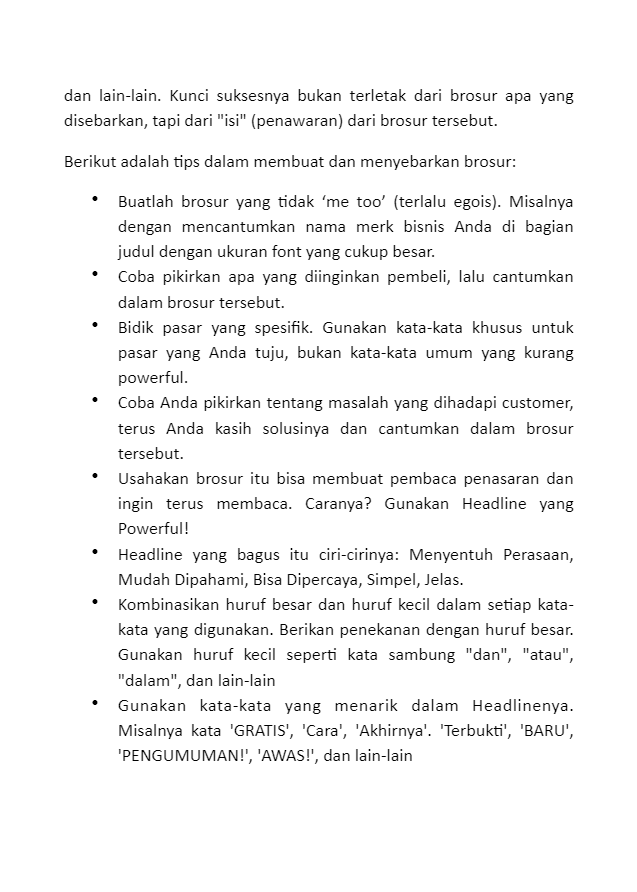 dan lain-lain. Kunci suksesnya bukan terletak dari brosur apa yang
disebarkan, tapi dari "isi" (penawaran) dari brosur tersebut.
Berikut adalah tips dalam membuat dan menyebarkan brosur:
• Buatlah brosur yang tidak ‘me too’ (terlalu egois). Misalnya
dengan mencantumkan nama merk bisnis Anda di bagian
judul dengan ukuran font yang cukup besar.
• Coba pikirkan apa yang diinginkan pembeli, lalu cantumkan
dalam brosur tersebut.
• Bidik pasar yang spesifik. Gunakan kata-kata khusus untuk
pasar yang Anda tuju, bukan kata-kata umum yang kurang
powerful.
• Coba Anda pikirkan tentang masalah yang dihadapi customer,
terus Anda kasih solusinya dan cantumkan dalam brosur
tersebut.
• Usahakan brosur itu bisa membuat pembaca penasaran dan
ingin terus membaca. Caranya? Gunakan Headline yang
Powerful!
• Headline yang bagus itu ciri-cirinya: Menyentuh Perasaan,
Mudah Dipahami, Bisa Dipercaya, Simpel, Jelas.
• Kombinasikan huruf besar dan huruf kecil dalam setiap kata-
kata yang digunakan. Berikan penekanan dengan huruf besar.
Gunakan huruf kecil seperti kata sambung "dan", "atau",
"dalam", dan lain-lain
• Gunakan kata-kata yang menarik dalam Headlinenya.
Misalnya kata 'GRATIS', 'Cara', 'Akhirnya'. 'Terbukti', 'BARU',
'PENGUMUMAN!', 'AWAS!', dan lain-lain